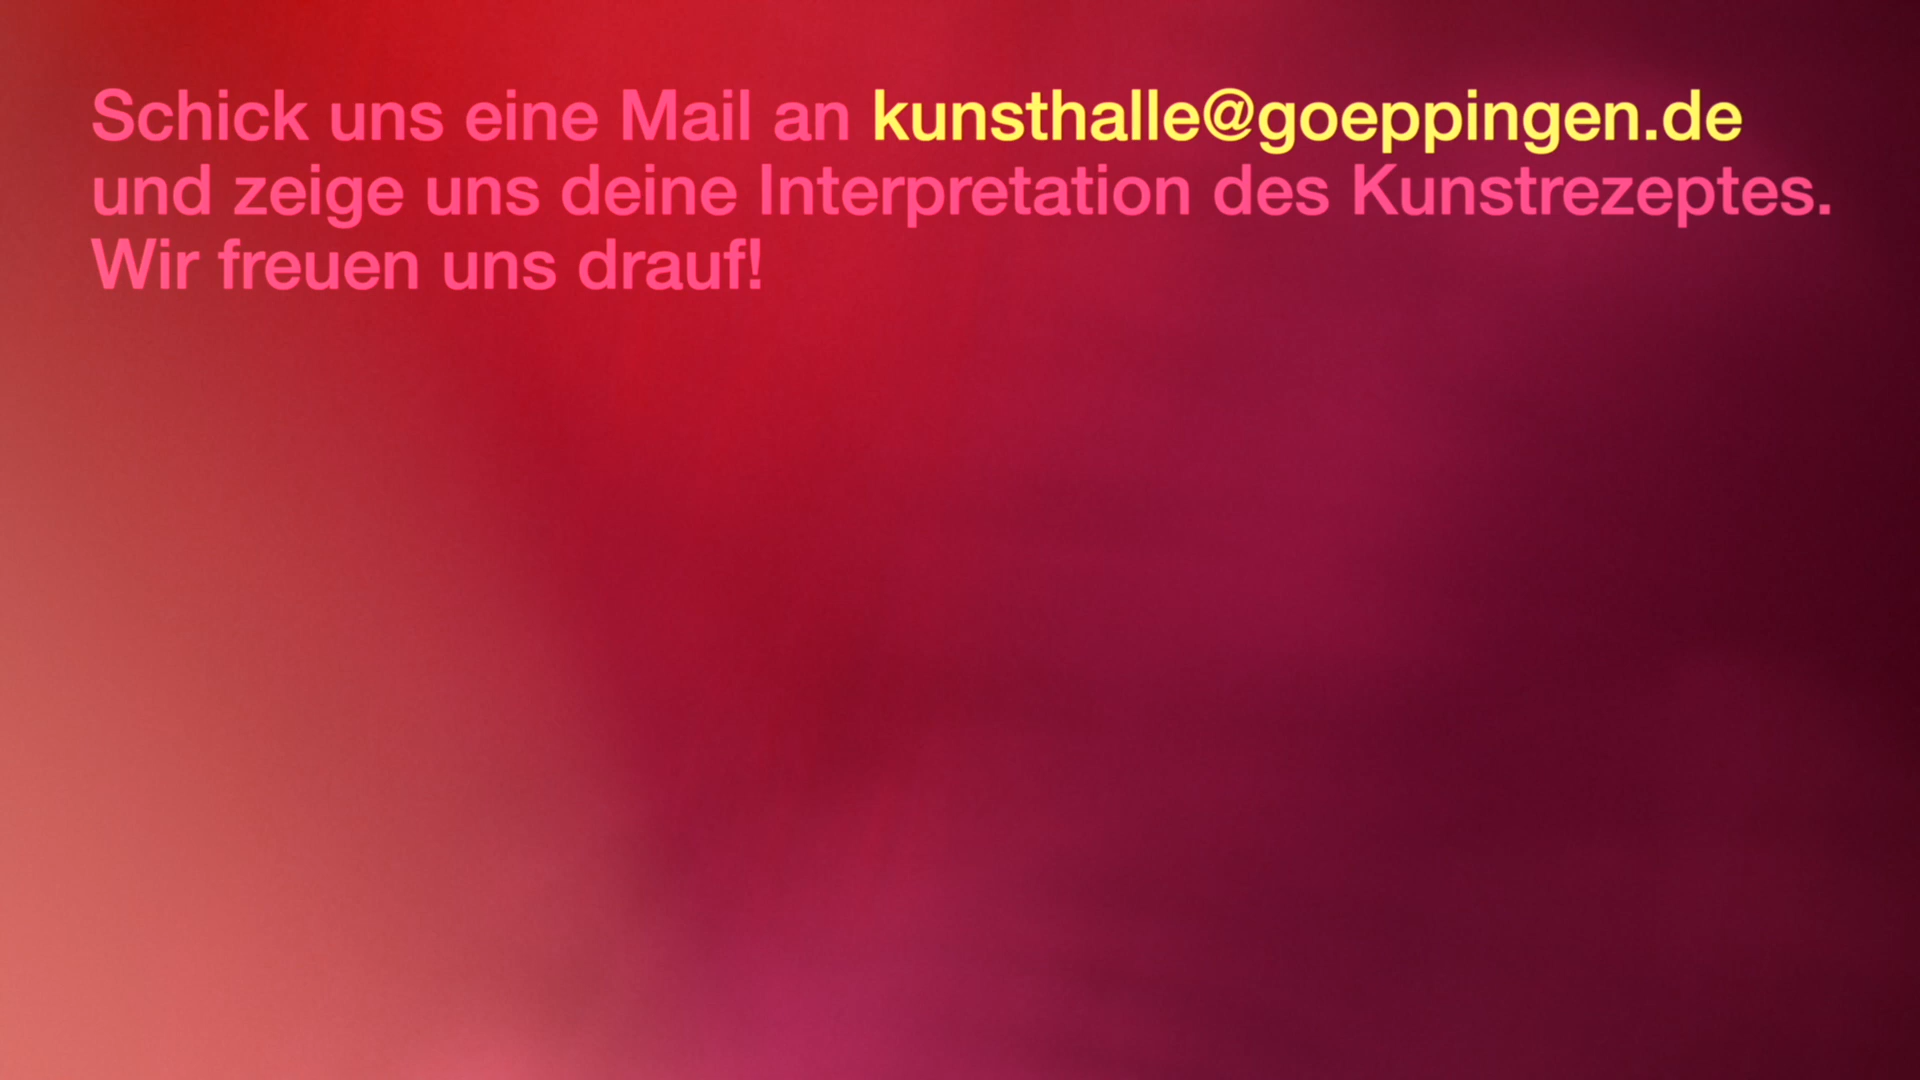 Schick uns eine Mail an kunsthalle@goeppingen.de
und zeige uns deine Interpretation des Kunstrezeptes.
Wir freuen uns drauf!